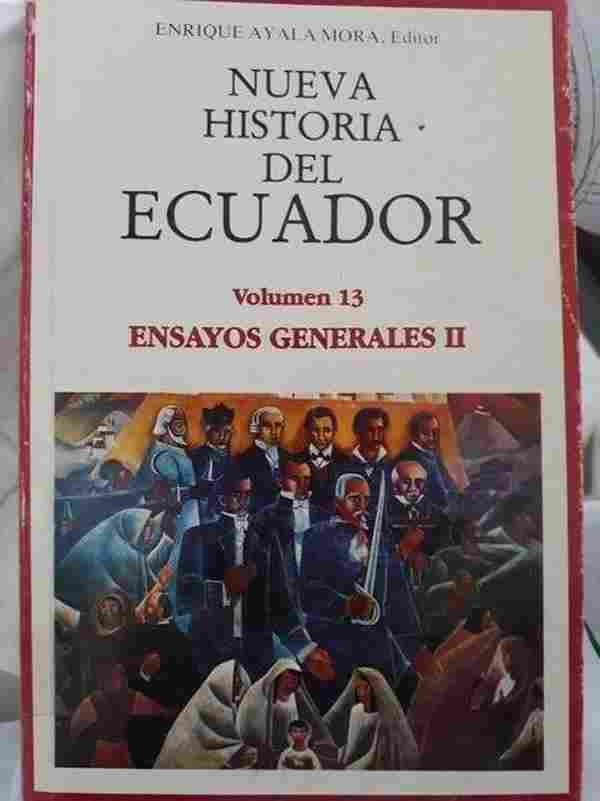 ENRIQUE AYALA MORA, Editor
NUEVA
HISTORIA
DEL
ECUADOR
Volumen 13
ENSAYOS GENERALES II